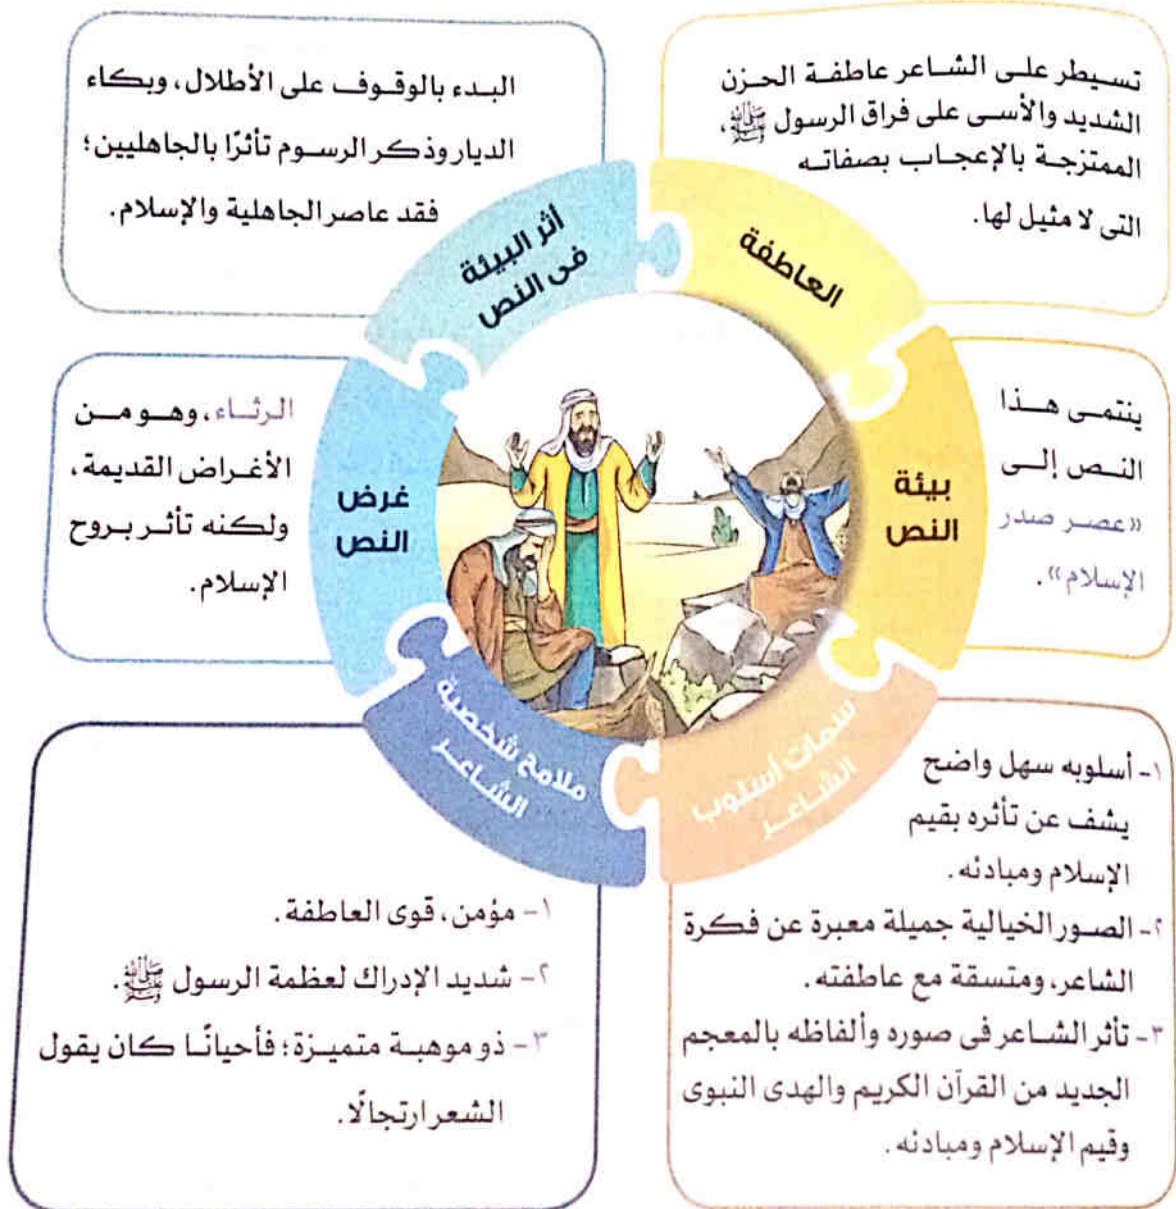 تسيطر على الشاعر عاطفة الحزن
الشديد والأسى على فراق الرسول ﷺ،
الممتزجة بالإعجاب بصفاته
التى لا مثيل لها.
العاطفة
البدء بالوقوف على الأطلال، وبكاء
الديار وذكر الرسوم تأثرًا بالجاهليين؛
فقد عاصر الجاهلية والإسلام.
أثر البيئة
فى النص
ينتمى هذا
النص إلى
«عصر صدر
الإسلام».
بيئة
النص
الرثاء، وهو من
الأغراض القديمة،
ولكنه تأثر بروح
الإسلام.
غرض
النص
سمات أسلوب
الشاعر
١- أسلوبه سهل واضح
يشف عن تأثره بقيم
الإسلام ومبادئه.
٢- الصور الخيالية جميلة معبرة عن فكرة
الشاعر، ومتسقة مع عاطفته.
٣- تأثر الشاعر فى صوره وألفاظه بالمعجم
الجديد من القرآن الكريم والهدى النبوى
وقيم الإسلام ومبادئه.
ملامح شخصية
الشاعر
١- مؤمن، قوى العاطفة.
٢- شديد الإدراك لعظمة الرسول ﷺ.
٣- ذو موهبة متميزة؛ فأحيانًا كان يقول
الشعر ارتجالًا.